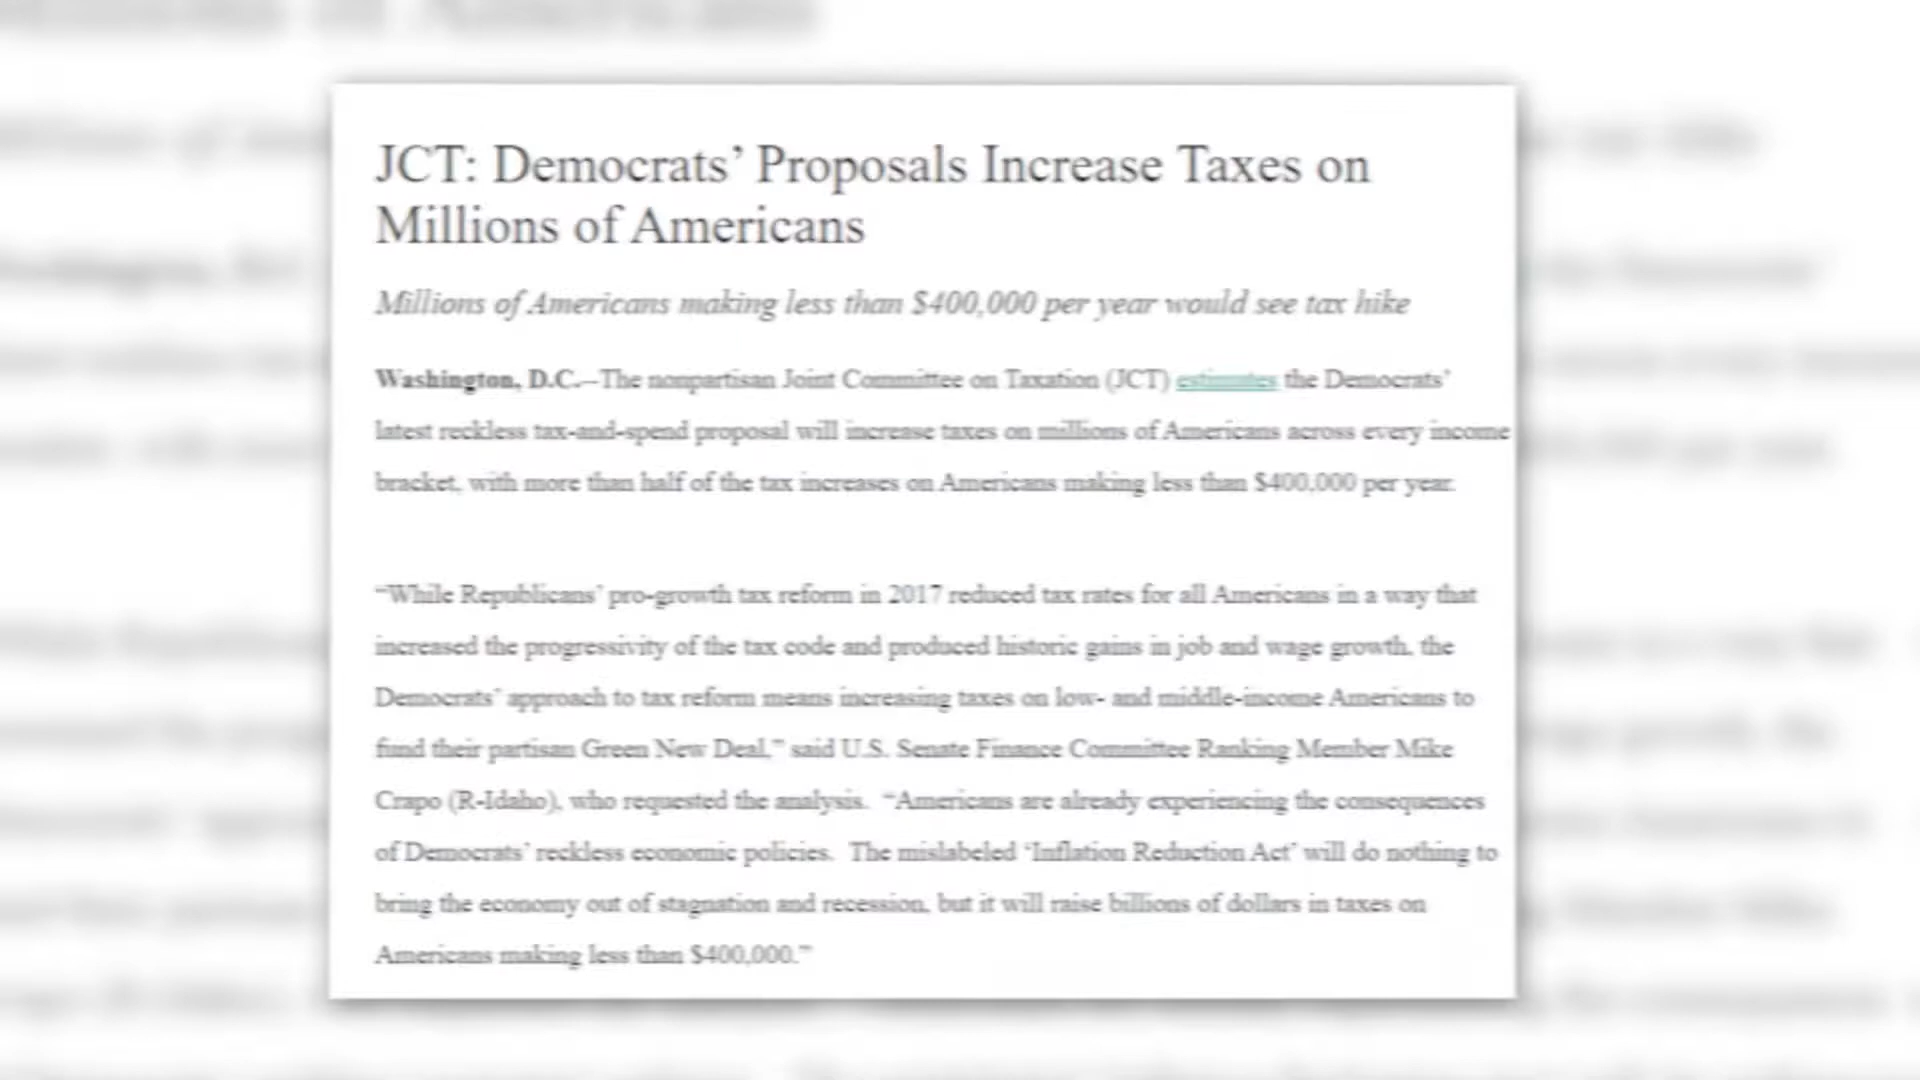 JCT: Democrats’ Proposals Increase Taxes on
Millions of Americans
Millions of Americans making less than $400,000 per year would see tax hike
Washington, D.C.--The nonpartisan Joint Committee on Taxation (JCT) estimates the Democrats’
latest reckless tax-and-spend proposal will increase taxes on millions of Americans across every income
bracket, with more than half of the tax increases on Americans making less than $400,000 per year.
“While Republicans’ pro-growth tax reform in 2017 reduced tax rates for all Americans in a way that
increased the progressivity of the tax code and produced historic gains in job and wage growth, the
Democrats’ approach to tax reform means increasing taxes on low- and middle-income Americans to
fund their partisan Green New Deal,” said U.S. Senate Finance Committee Ranking Member Mike
Crapo (R-Idaho), who requested the analysis.  “Americans are already experiencing the consequences
of Democrats’ reckless economic policies.  The mislabeled ‘Inflation Reduction Act’ will do nothing to
bring the economy out of stagnation and recession, but it will raise billions of dollars in taxes on
Americans making less than $400,000.”